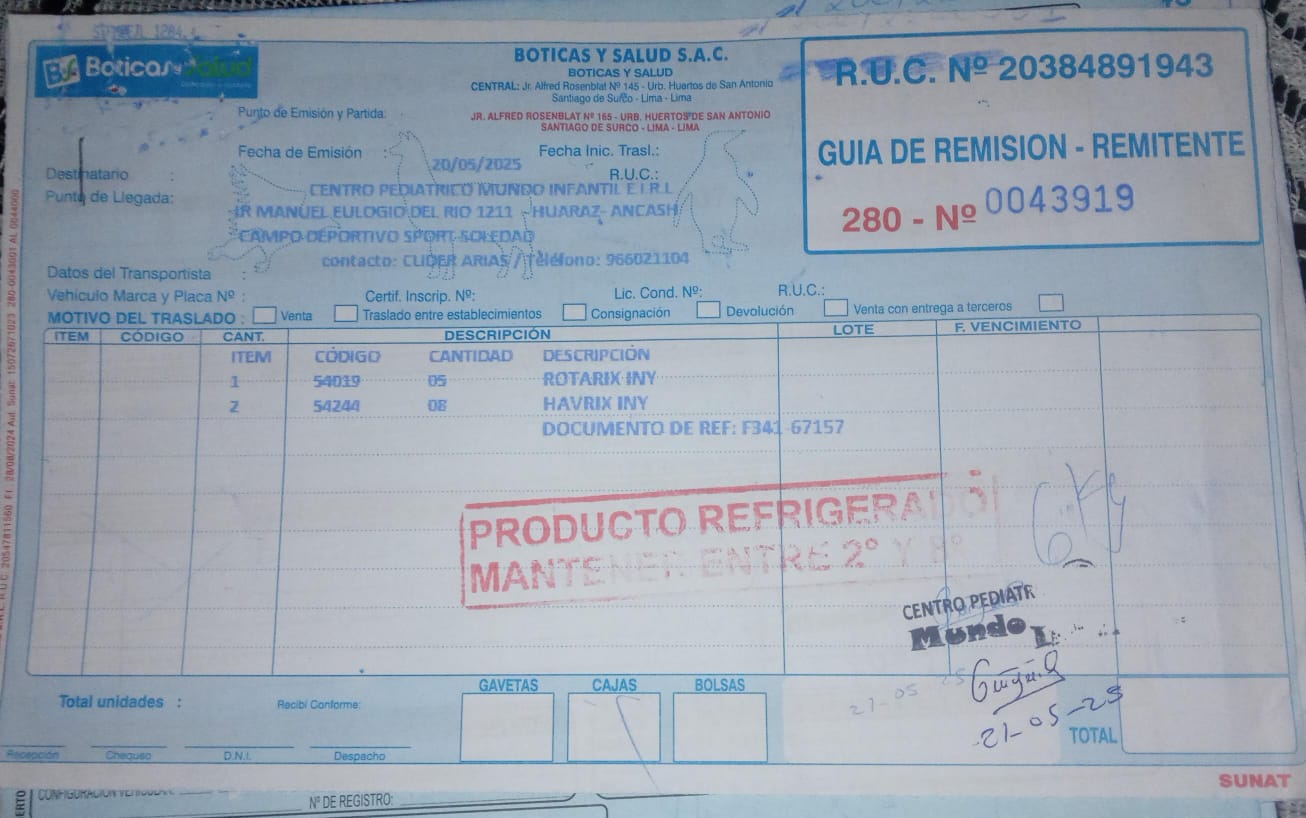 Boticas y Salud
BOTICAS Y SALUD S.A.C.
BOTICAS Y SALUD
CENTRAL: Jr. Alfred Rosenblat Nº 145 - Urb. Huertos de San Antonio
Santiago de Surco - Lima - Lima
JR. ALFRED ROSENBLAT Nº 165 - URB. HUERTOS DE SAN ANTONIO
SANTIAGO DE SURCO - LIMA - LIMA
R.U.C. Nº 20384891943
GUIA DE REMISION - REMITENTE
280 - Nº 0043919
Punto de Emisión y Partida:
Fecha de Emisión : 20/05/2025 Fecha Inic. Trasl.:
Destinatario : R.U.C.:
CENTRO PEDIATRICO MUNDO INFANTIL E.I.R.L
Punto de Llegada:
JR MANUEL EULOGIO DEL RIO 1211 - HUARAZ- ANCASH
CAMPO DEPORTIVO SPORT SOLEDAD
contacto: CLIDER ARIAS / Teléfono: 966021104
Datos del Transportista :
Vehículo Marca y Placa Nº : Certif. Inscrip. Nº: Lic. Cond. Nº: R.U.C.:
MOTIVO DEL TRASLADO : Venta Traslado entre establecimientos Consignación Devolución Venta con entrega a terceros
ITEM CÓDIGO CANT. DESCRIPCIÓN LOTE F. VENCIMIENTO
ITEM CÓDIGO CANTIDAD DESCRIPCIÓN
1 54019 05 ROTARIX INY
2 54244 08 HAVRIX INY
DOCUMENTO DE REF: F341-67157
PRODUCTO REFRIGERADO!
MANTENER ENTRE 2º Y 8º
CENTRO PEDIATR
Mundo
21-05-25
21-05-25
Total unidades : Recibí Conforme: GAVETAS CAJAS BOLSAS
TOTAL
Recepción Chequeo D.N.I. Despacho
SUNAT
Nº DE REGISTRO: